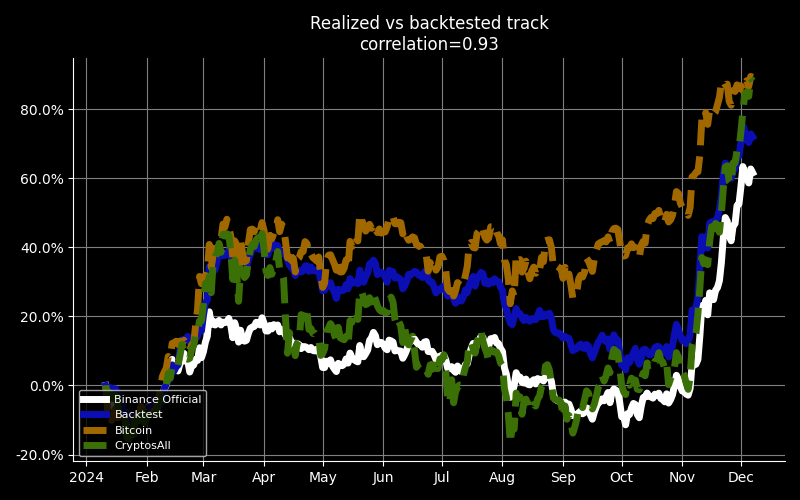 Realized vs backtested track
correlation=0.93
80.0%
60.0%
40.0%
20.0%
0.0%
-20.0%
Binance Official
Backtest
Bitcoin
CryptosAll
2024 Feb Mar Apr May Jun Jul Aug Sep Oct Nov Dec